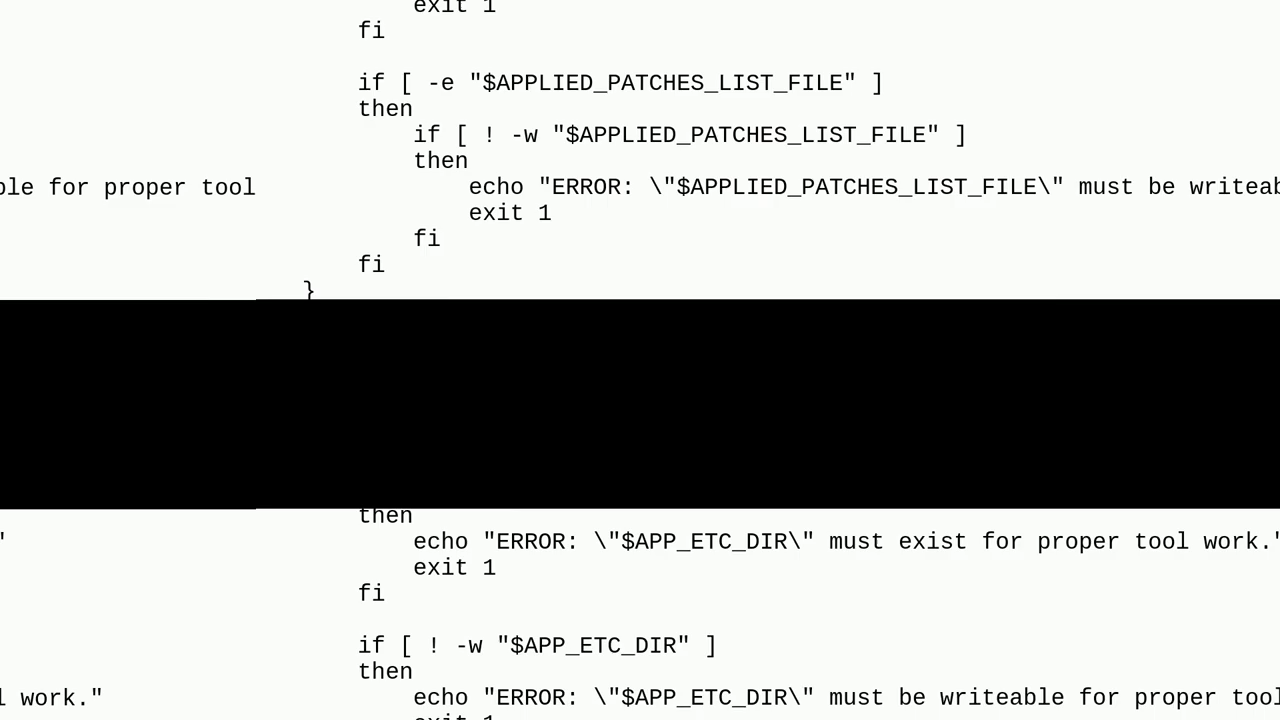 exit 1
fi
if [ -e "$APPLIED_PATCHES_LIST_FILE" ]
then
if [ ! -w "$APPLIED_PATCHES_LIST_FILE" ]
then
ble for proper tool echo "ERROR: \"$APPLIED_PATCHES_LIST_FILE\" must be writeab
exit 1
fi
fi
}
then
" echo "ERROR: \"$APP_ETC_DIR\" must exist for proper tool work."
exit 1
fi
if [ ! -w "$APP_ETC_DIR" ]
then
l work." echo "ERROR: \"$APP_ETC_DIR\" must be writeable for proper tool
exit 1